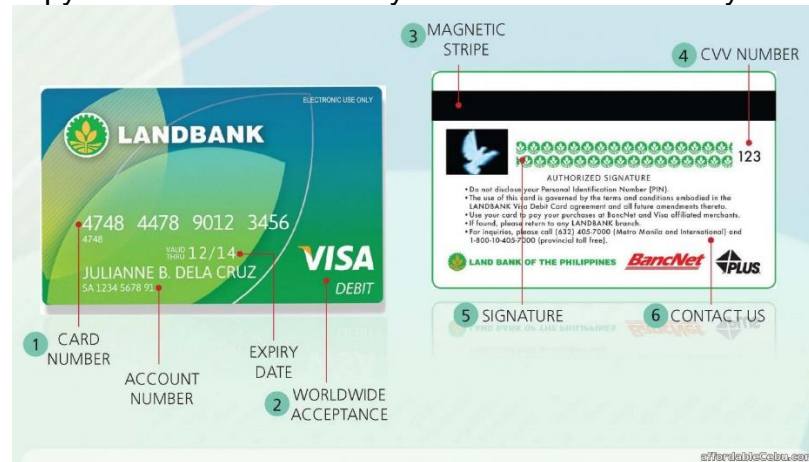 LANDBANK
ELECTRONIC USE ONLY
4748 4478 9012 3456
4748
VALID THRU 12/14
JULIANNE B. DELA CRUZ
SA 1234 5678
VISA
DEBIT
1 CARD
NUMBER
ACCOUNT
NUMBER
EXPIRY
DATE
2 WORLDWIDE
ACCEPTANCE
3 MAGNETIC
STRIPE
4 CVV NUMBER
123
AUTHORIZED SIGNATURE
• Do not disclose your Personal Identification Number (PIN).
• The use of this card is governed by the terms and conditions embodied in the
LANDBANK Visa Debit Card agreement and all future amendments thereto.
• Use your card to pay your purchases at BancNet and Visa affiliated merchants.
• If found, please return to any LANDBANK branch.
• For inquiries, please call (632) 405-7000 (Metro Manila and International) and
1-800-10-405-7000 (provincial toll free).
LAND BANK OF THE PHILIPPINES BancNet PLUS
5 SIGNATURE
6 CONTACT US
affordableCebu.com